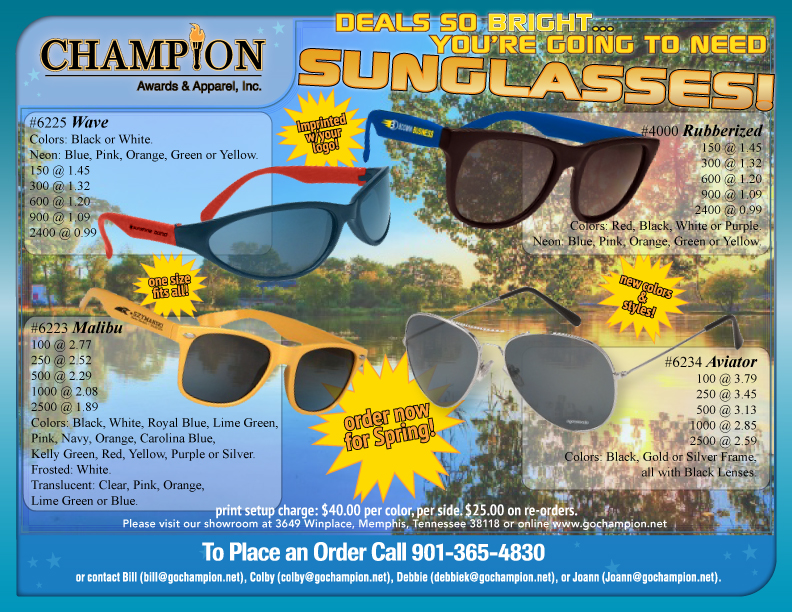 CHAMPION
Awards & Apparel, Inc.
DEALS SO BRIGHT...
YOU'RE GOING TO NEED
SUNGLASSES!
#6225 Wave
Colors: Black or White.
Neon: Blue, Pink, Orange, Green or Yellow.
150 @ 1.45
300 @ 1.32
600 @ 1.20
900 @ 1.09
2400 @ 0.99
Imprinted
w/your
logo!
BUSINESS
#4000 Rubberized
150 @ 1.45
300 @ 1.32
600 @ 1.20
900 @ 1.09
2400 @ 0.99
Colors: Red, Black, White or Purple.
Neon: Blue, Pink, Orange, Green or Yellow.
one size
fits all!
new colors
&
styles!
#6223 Malibu
100 @ 2.77
250 @ 2.52
500 @ 2.29
1000 @ 2.08
2500 @ 1.89
Colors: Black, White, Royal Blue, Lime Green,
Pink, Navy, Orange, Carolina Blue,
Kelly Green, Red, Yellow, Purple or Silver.
Frosted: White.
Translucent: Clear, Pink, Orange,
Lime Green or Blue.
SZYMANSKI
order now
for Spring!
#6234 Aviator
100 @ 3.79
250 @ 3.45
500 @ 3.13
1000 @ 2.85
2500 @ 2.59
Colors: Black, Gold or Silver Frame,
all with Black Lenses.
print setup charge: $40.00 per color, per side. $25.00 on re-orders.
Please visit our showroom at 3649 Winplace, Memphis, Tennessee 38118 or online www.gochampion.net
To Place an Order Call 901-365-4830
or contact Bill (bill@gochampion.net), Colby (colby@gochampion.net), Debbie (debbiek@gochampion.net), or Joann (Joann@gochampion.net).